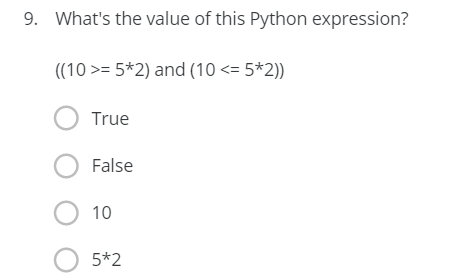 9. What's the value of this Python expression?
((10 >= 5*2) and (10 <= 5*2))
True
False
10
5*2